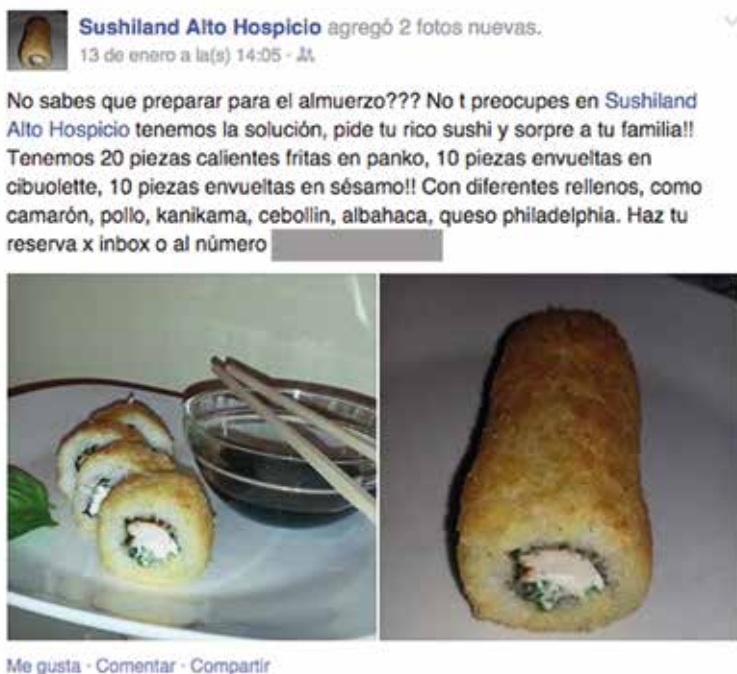 Sushiland Alto Hospicio agregó 2 fotos nuevas.
13 de enero a la(s) 14:05 ·
No sabes que preparar para el almuerzo??? No t preocupes en Sushiland
Alto Hospicio tenemos la solución, pide tu rico sushi y sorpre a tu familia!!
Tenemos 20 piezas calientes fritas en panko, 10 piezas envueltas en
cibuolette, 10 piezas envueltas en sésamo!! Con diferentes rellenos, como
camarón, pollo, kanikama, cebollin, albahaca, queso philadelphia. Haz tu
reserva x inbox o al número
Me gusta · Comentar · Compartir